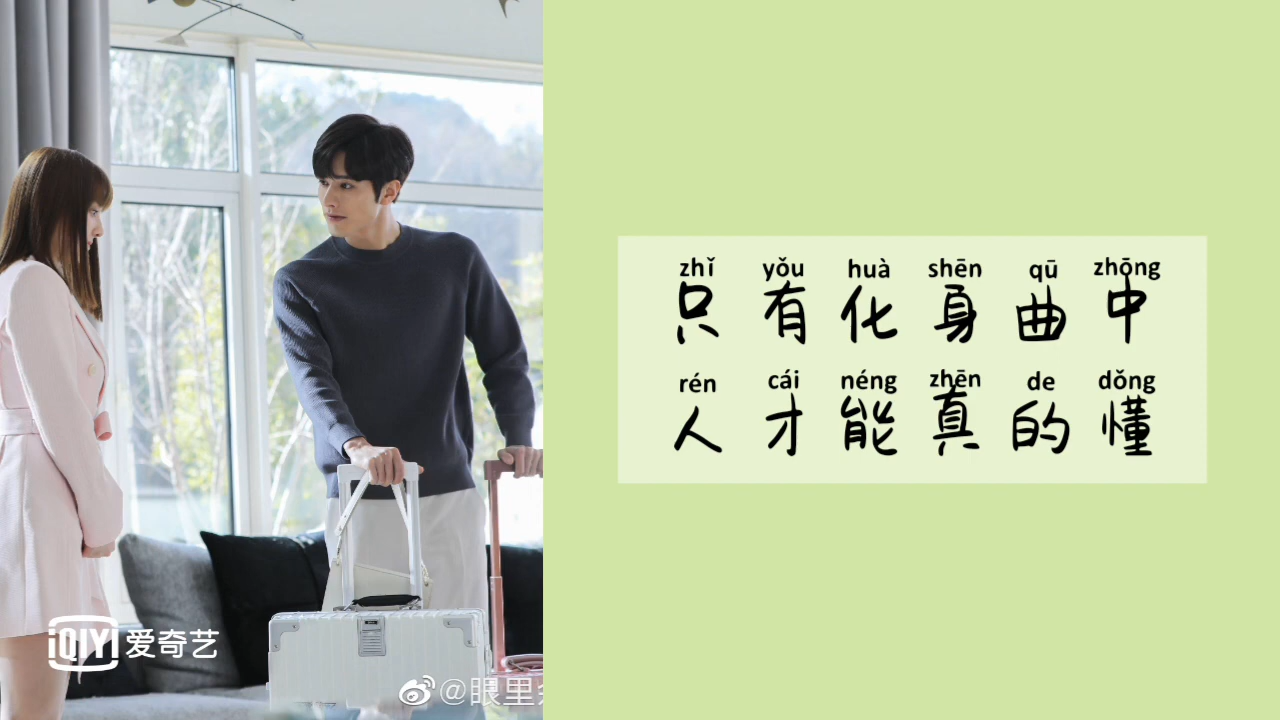 zhǐ yǒu huà shēn qū zhōng
只有化身曲中
rén cái néng zhēn de dǒng
人才能真的懂
iQIYI 爱奇艺
@眼里